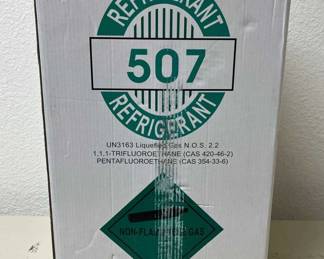 REFRIGERANT
507
REFRIGERANT
UN3163 Liquefied Gas N.O.S. 2.2
1,1,1-TRIFLUOROETHANE (CAS 420-46-2)
PENTAFLUOROETHANE (CAS 354-33-6)
NON-FLAMMABLE GAS